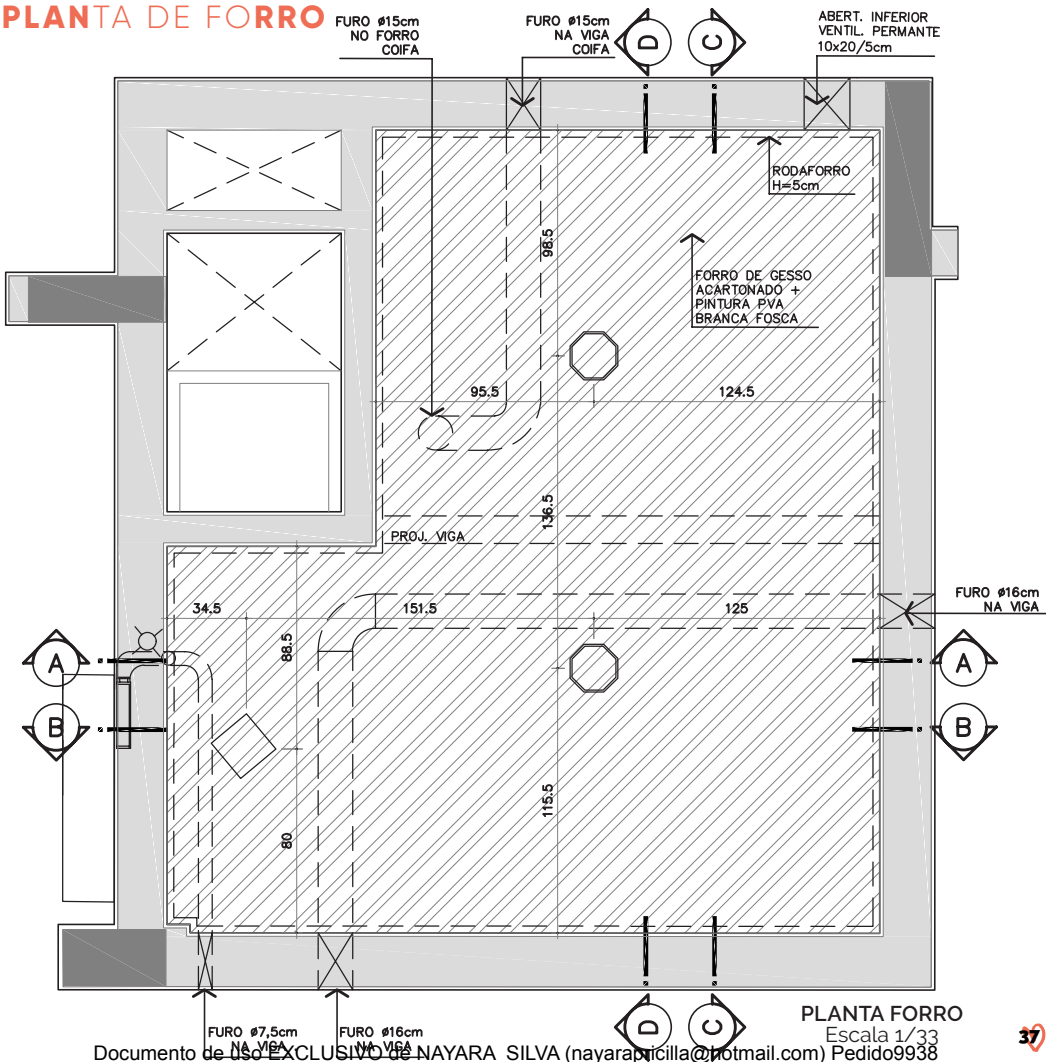 PLANTA DE FORRO
FURO ø15cm
NO FORRO
COIFA
FURO ø15cm
NA VIGA
COIFA
D
C
ABERT. INFERIOR
VENTIL. PERMANTE
10x20/5cm
RODAFORRO
H=5cm
98.5
FORRO DE GESSO
ACARTONADO +
PINTURA PVA
BRANCA FOSCA
95.5
124.5
136.5
PROJ. VIGA
34.5
151.5
125
FURO ø16cm
NA VIGA
88.5
A
A
B
B
115.5
80
D
C
PLANTA FORRO
Escala 1/33
37
FURO ø7,5cm
NA VIGA
FURO ø16cm
NA VIGA
Documento de uso EXCLUSIVO de NAYARA SILVA (nayarapicilla@hotmail.com) Pedido9938